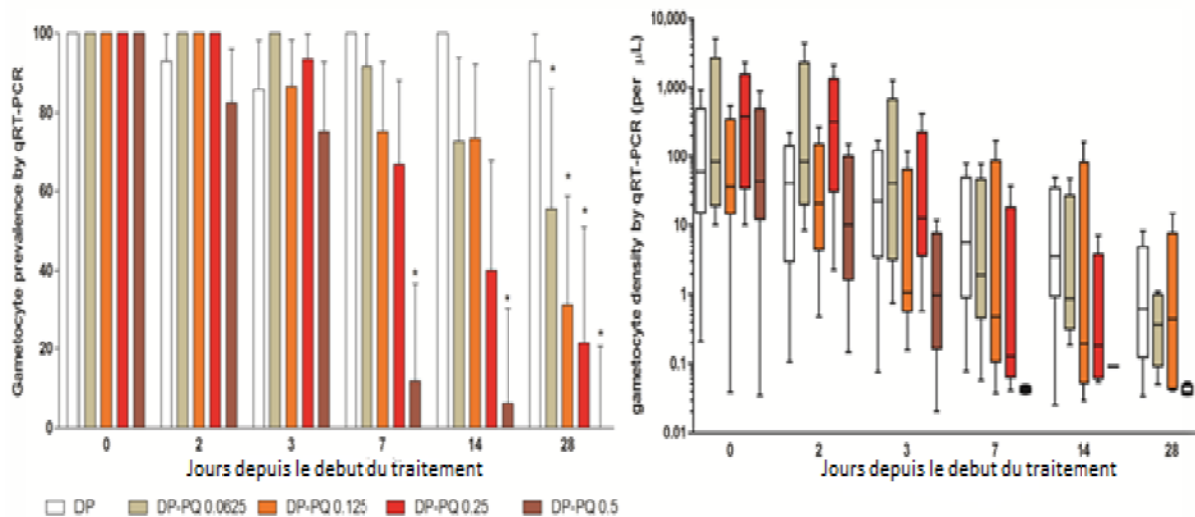 Gametocyte prevalence by qRT-PCR
100
80
60
40
20
0
* * * * * *
0 2 3 7 14 28
Jours depuis le debut du traitement
gametocyte density by qRT-PCR (per μL)
10,000
1,000
100
10
1
0.1
0.01
0 2 3 7 14 28
Jours depuis le debut du traitement
DP DP-PQ 0.0625 DP-PQ 0.125 DP-PQ 0.25 DP-PQ 0.5